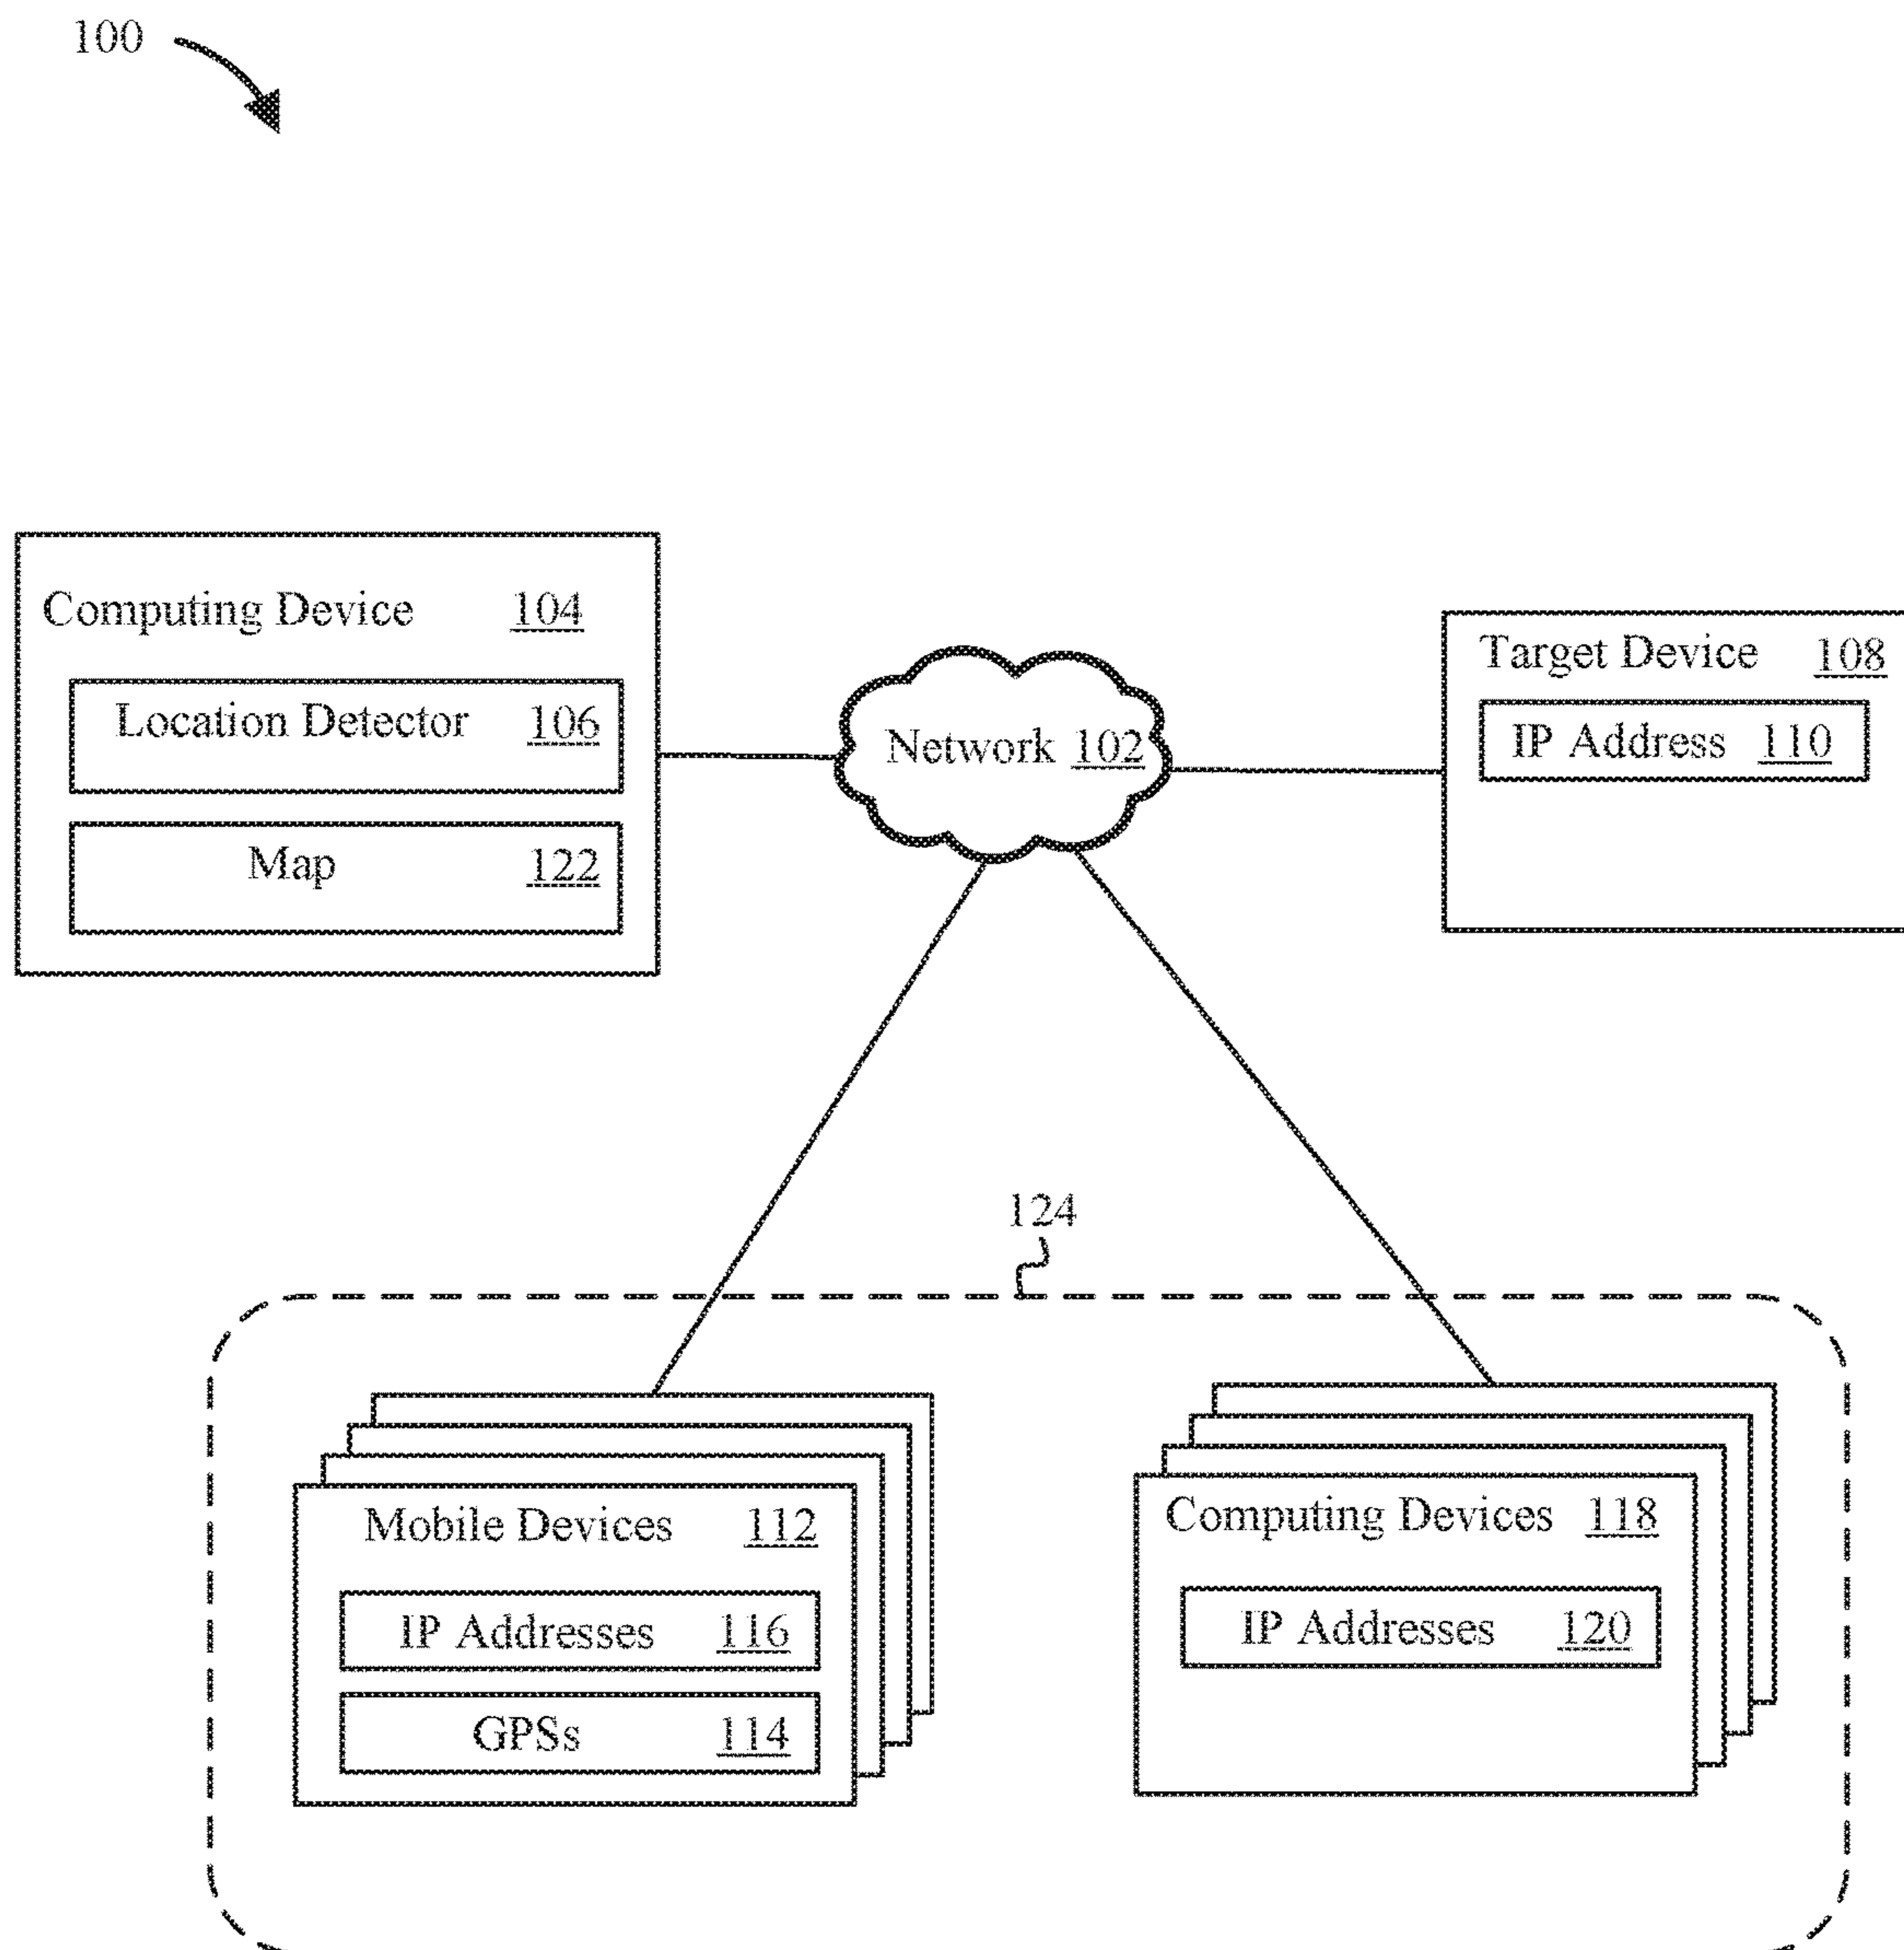 100
Computing Device 104
Location Detector 106
Map 122
Network 102
Target Device 108
IP Address 110
124
Mobile Devices 112
IP Addresses 116
GPSs 114
Computing Devices 118
IP Addresses 120